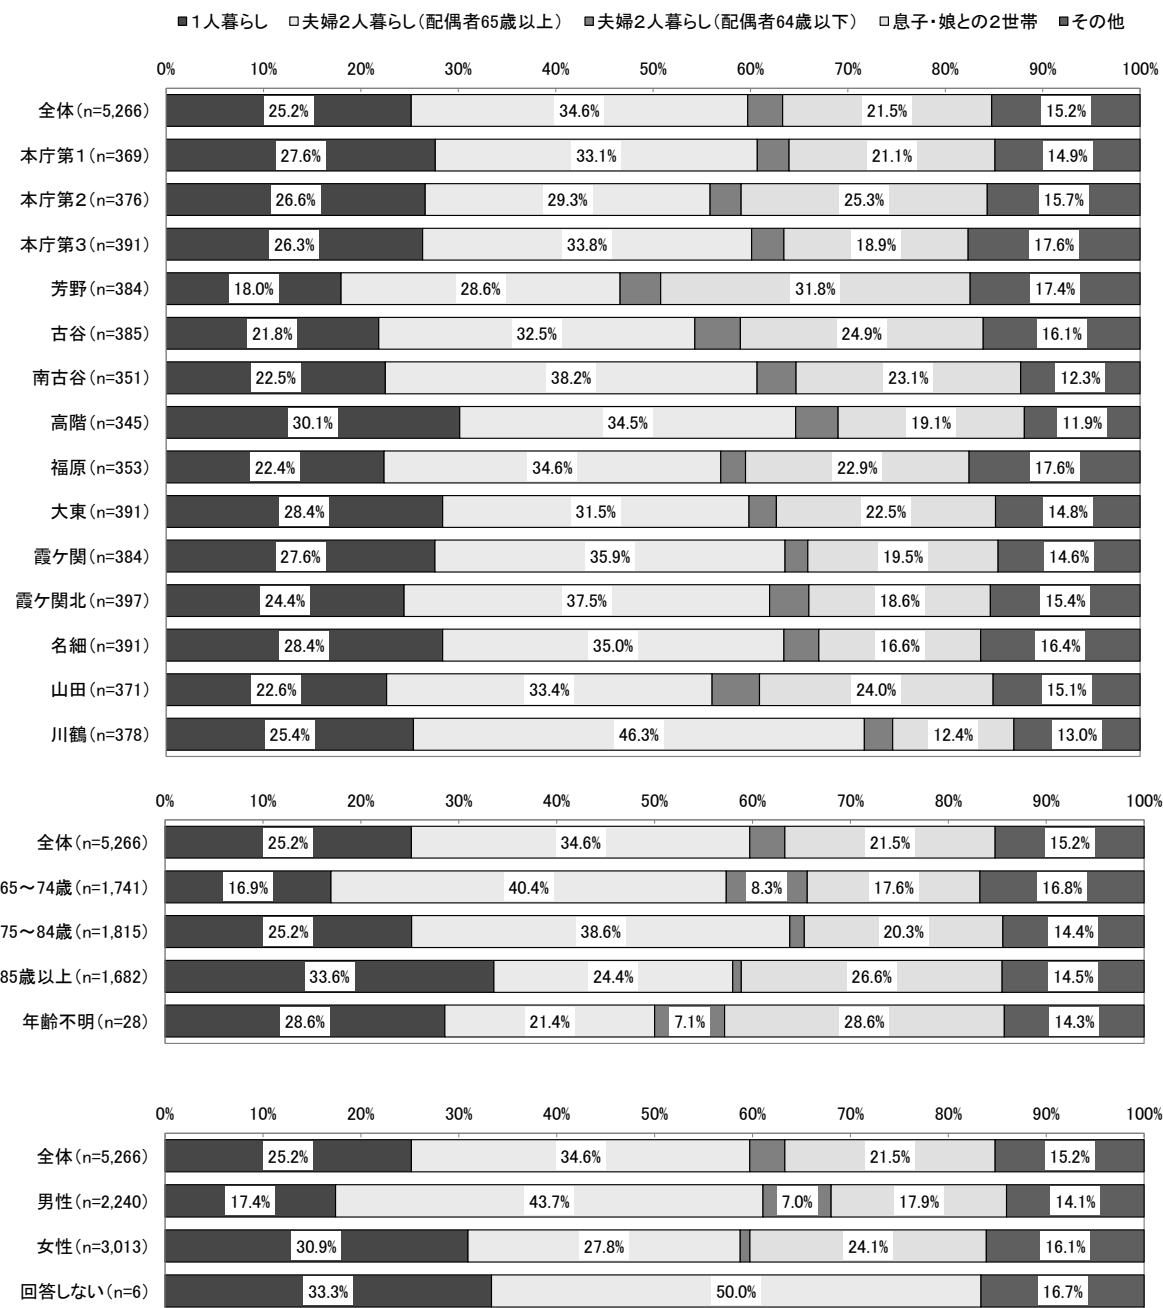 ■1人暮らし □夫婦2人暮らし(配偶者65歳以上) ■夫婦2人暮らし(配偶者64歳以下) □息子・娘との2世帯 ■その他
0% 10% 20% 30% 40% 50% 60% 70% 80% 90% 100%
全体(n=5,266) 25.2% 34.6% 21.5% 15.2%
本庁第1(n=369) 27.6% 33.1% 21.1% 14.9%
本庁第2(n=376) 26.6% 29.3% 25.3% 15.7%
本庁第3(n=391) 26.3% 33.8% 18.9% 17.6%
芳野(n=384) 18.0% 28.6% 31.8% 17.4%
古谷(n=385) 21.8% 32.5% 24.9% 16.1%
南古谷(n=351) 22.5% 38.2% 23.1% 12.3%
高階(n=345) 30.1% 34.5% 19.1% 11.9%
福原(n=353) 22.4% 34.6% 22.9% 17.6%
大東(n=391) 28.4% 31.5% 22.5% 14.8%
霞ケ関(n=384) 27.6% 35.9% 19.5% 14.6%
霞ケ関北(n=397) 24.4% 37.5% 18.6% 15.4%
名細(n=391) 28.4% 35.0% 16.6% 16.4%
山田(n=371) 22.6% 33.4% 24.0% 15.1%
川鶴(n=378) 25.4% 46.3% 12.4% 13.0%
0% 10% 20% 30% 40% 50% 60% 70% 80% 90% 100%
全体(n=5,266) 25.2% 34.6% 21.5% 15.2%
65~74歳(n=1,741) 16.9% 40.4% 8.3% 17.6% 16.8%
75~84歳(n=1,815) 25.2% 38.6% 20.3% 14.4%
85歳以上(n=1,682) 33.6% 24.4% 26.6% 14.5%
年齢不明(n=28) 28.6% 21.4% 7.1% 28.6% 14.3%
0% 10% 20% 30% 40% 50% 60% 70% 80% 90% 100%
全体(n=5,266) 25.2% 34.6% 21.5% 15.2%
男性(n=2,240) 17.4% 43.7% 7.0% 17.9% 14.1%
女性(n=3,013) 30.9% 27.8% 24.1% 16.1%
回答しない(n=6) 33.3% 50.0% 16.7%